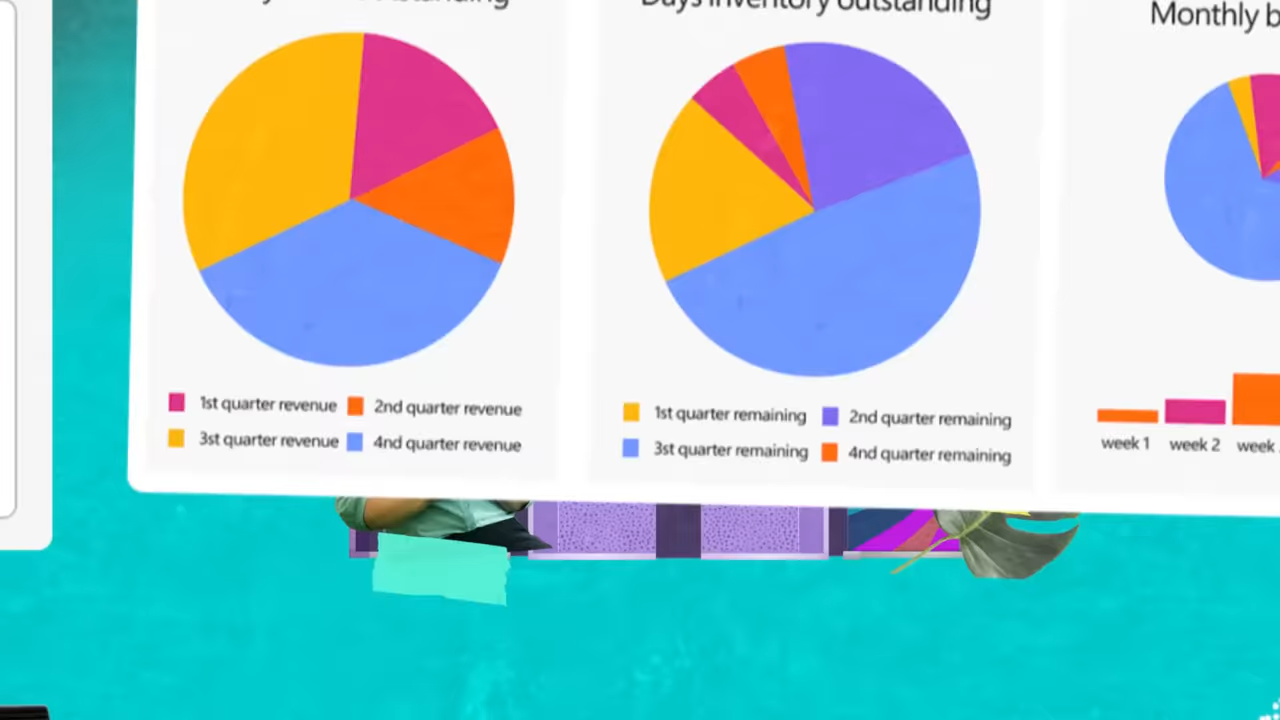 Days inventory outstanding
Monthly
1st quarter revenue
2nd quarter revenue
3st quarter revenue
4nd quarter revenue
1st quarter remaining
2nd quarter remaining
3st quarter remaining
4nd quarter remaining
week 1
week 2
week